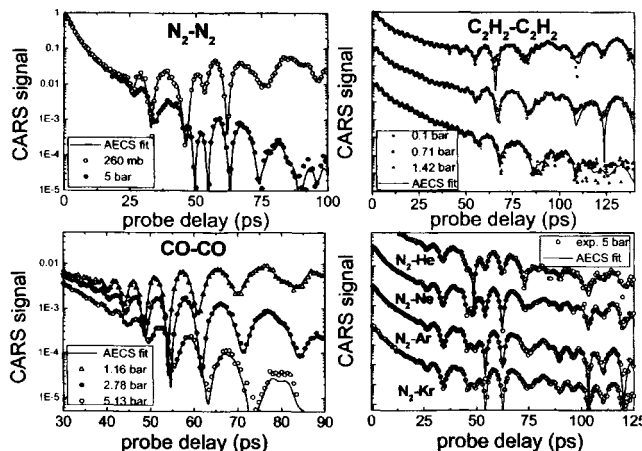 CARS signal
1
0.1
0.01
1E-3
1E-4
1E-5
N2-N2
AECS fit
260 mb
5 bar
0 20 40 60 80 100
probe delay (ps)
CARS signal
C2H2-C2H2
0.1 bar
0.71 bar
1.42 bar
AECS fit
0 25 50 75 100 125
probe delay (ps)
CARS signal
0.01
1E-3
1E-4
1E-5
CO-CO
AECS fit
1.16 bar
2.78 bar
5.13 bar
30 40 50 60 70 80 90
probe delay (ps)
CARS signal
exp. 5 bar
AECS fit
N2-He
N2-Ne
N2-Ar
N2-Kr
0 25 50 75 100 125
probe delay (ps)